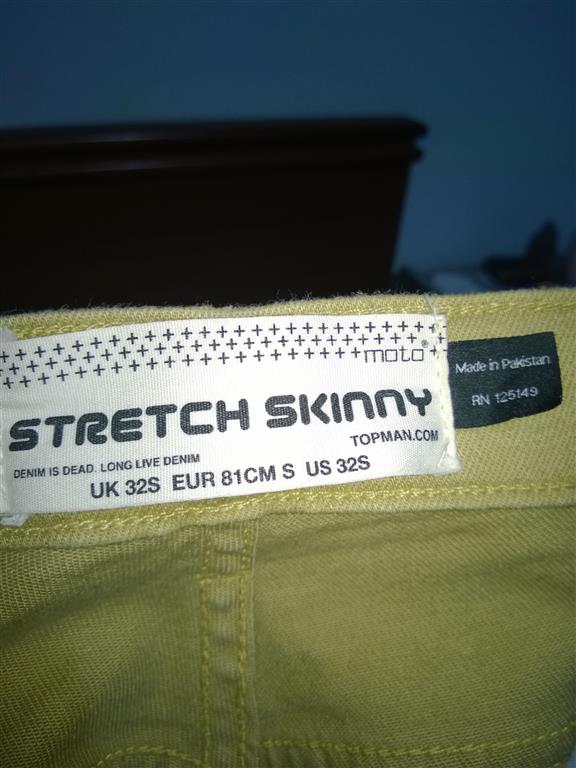 moto®
STRETCH SKINNY
TOPMAN.COM
DENIM IS DEAD. LONG LIVE DENIM
UK 32S EUR 81CM S US 32S
Made in Pakistan
RN 125149